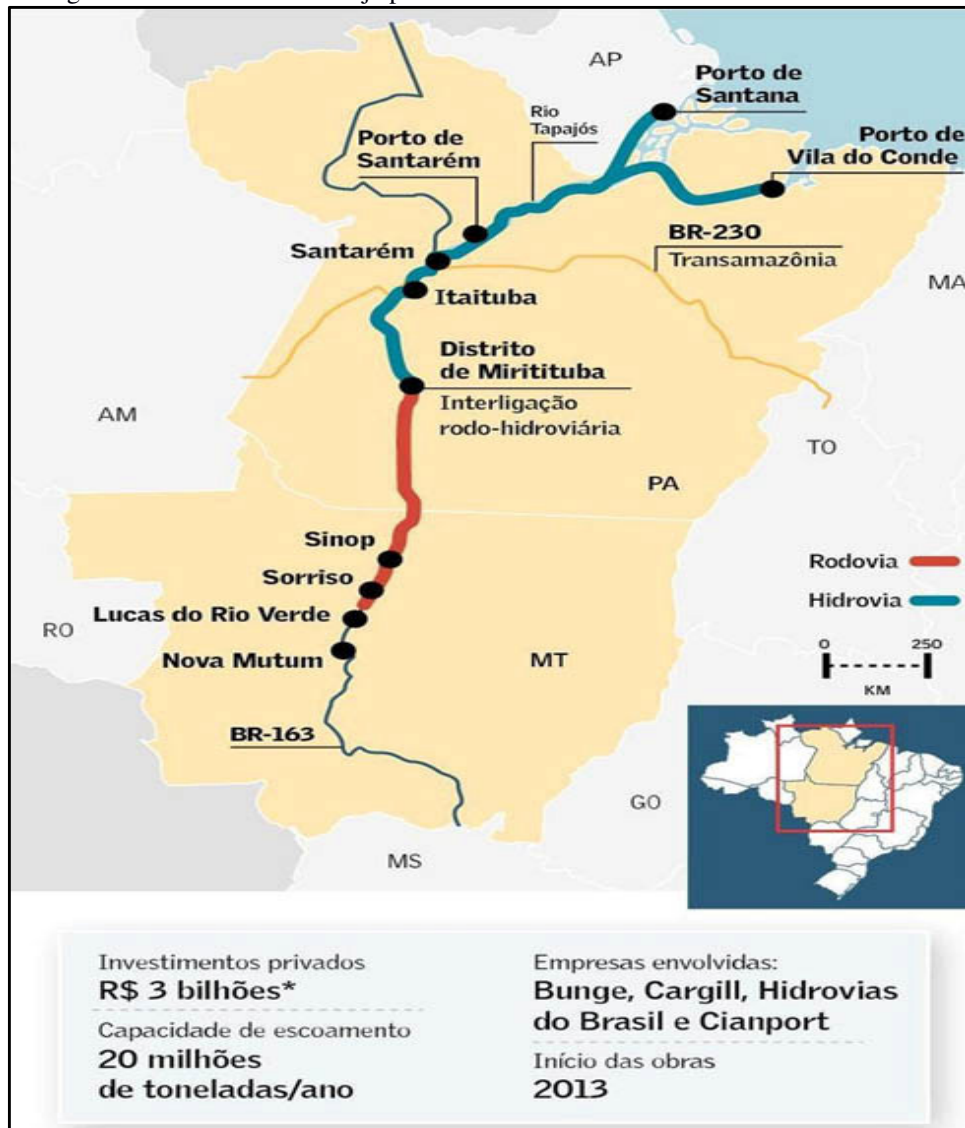 AP
Porto de
Santana
Rio
Tapajós
Porto de
Santarém
Porto de
Vila do Conde
BR-230
Transamazônia
Santarém
MA
Itaituba
Distrito
de Miritituba
Interligação
rodo-hidroviária
AM
TO
PA
Sinop
Rodovia
Sorriso
Hidrovia
Lucas do Rio Verde
RO
Nova Mutum
MT
0 250
KM
BR-163
GO
MS
Investimentos privados
R$ 3 bilhões*
Capacidade de escoamento
20 milhões
de toneladas/ano
Empresas envolvidas:
Bunge, Cargill, Hidrovias
do Brasil e Cianport
Início das obras
2013